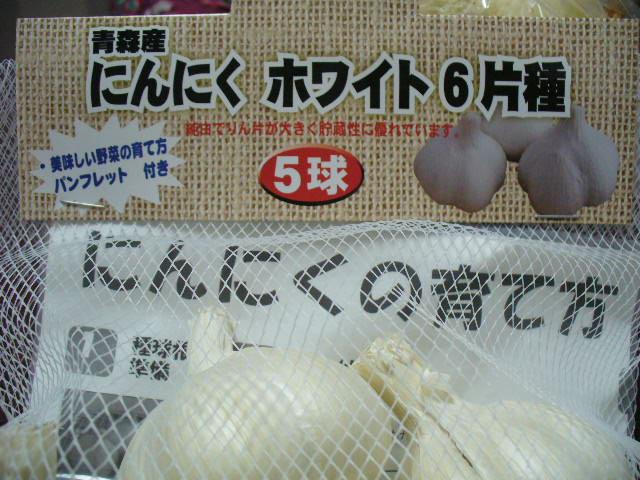 青森産
にんにく ホワイト6片種
純白でりん片が大きく貯蔵性に優れています。
・美味しい野菜の育て方
パンフレット 付き
5球
にんにくの育て方
1